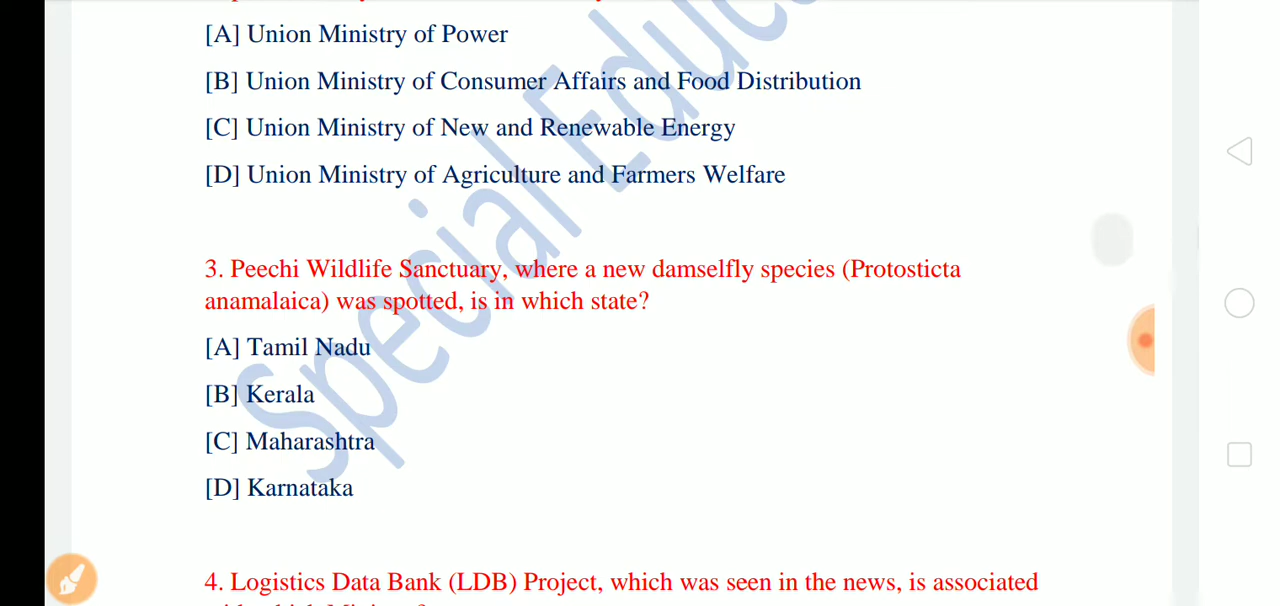 [A] Union Ministry of Power
[B] Union Ministry of Consumer Affairs and Food Distribution
[C] Union Ministry of New and Renewable Energy
[D] Union Ministry of Agriculture and Farmers Welfare
3. Peechi Wildlife Sanctuary, where a new damselfly species (Protosticta
anamalaica) was spotted, is in which state?
[A] Tamil Nadu
[B] Kerala
[C] Maharashtra
[D] Karnataka
4. Logistics Data Bank (LDB) Project, which was seen in the news, is associated
Special Educ